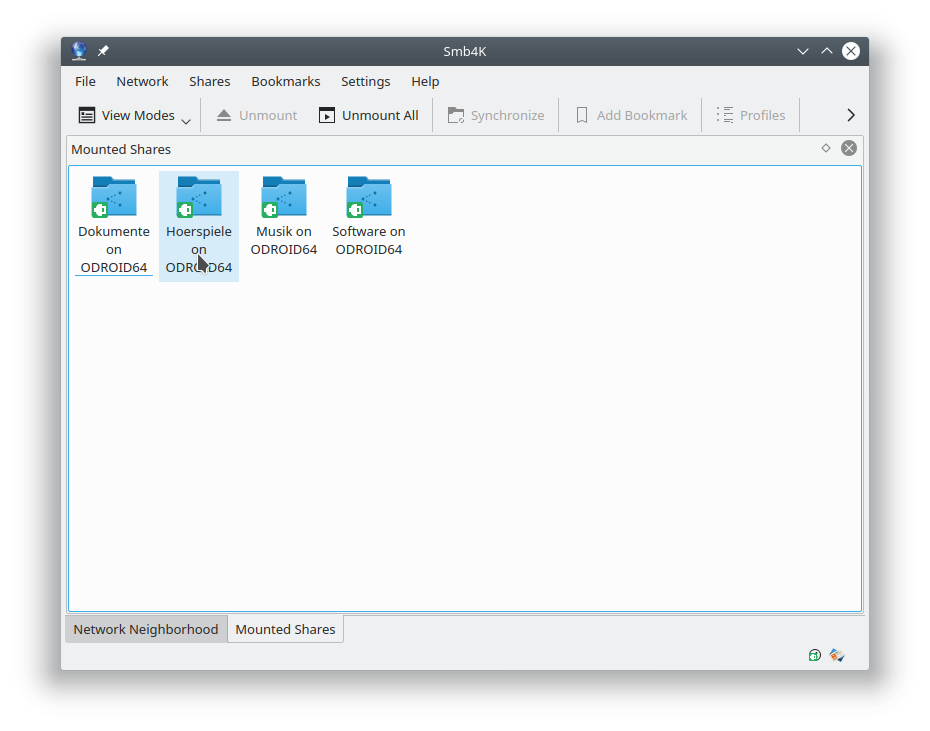 Smb4K
File Network Shares Bookmarks Settings Help
View Modes Unmount Unmount All Synchronize Add Bookmark Profiles
Mounted Shares
Dokumente
on
ODROID64
Hoerspiele
on
ODROID64
Musik on
ODROID64
Software on
ODROID64
Network Neighborhood Mounted Shares